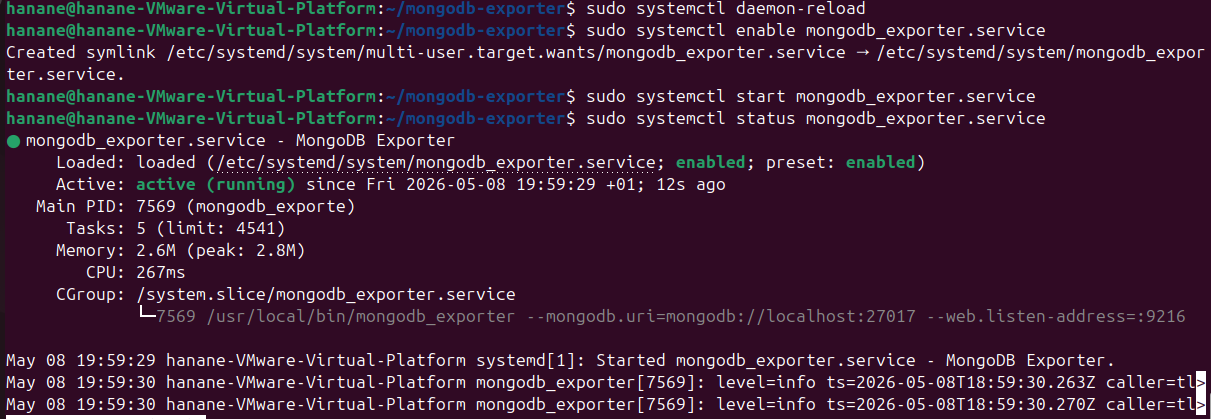 hanane@hanane-VMware-Virtual-Platform:~/mongodb-exporter$ sudo systemctl daemon-reload
hanane@hanane-VMware-Virtual-Platform:~/mongodb-exporter$ sudo systemctl enable mongodb_exporter.service
Created symlink /etc/systemd/system/multi-user.target.wants/mongodb_exporter.service → /etc/systemd/system/mongodb_expor
ter.service.
hanane@hanane-VMware-Virtual-Platform:~/mongodb-exporter$ sudo systemctl start mongodb_exporter.service
hanane@hanane-VMware-Virtual-Platform:~/mongodb-exporter$ sudo systemctl status mongodb_exporter.service
● mongodb_exporter.service - MongoDB Exporter
Loaded: loaded (/etc/systemd/system/mongodb_exporter.service; enabled; preset: enabled)
Active: active (running) since Fri 2026-05-08 19:59:29 +01; 12s ago
Main PID: 7569 (mongodb_exporte)
Tasks: 5 (limit: 4541)
Memory: 2.6M (peak: 2.8M)
CPU: 267ms
CGroup: /system.slice/mongodb_exporter.service
└─7569 /usr/local/bin/mongodb_exporter --mongodb.uri=mongodb://localhost:27017 --web.listen-address=:9216
May 08 19:59:29 hanane-VMware-Virtual-Platform systemd[1]: Started mongodb_exporter.service - MongoDB Exporter.
May 08 19:59:30 hanane-VMware-Virtual-Platform mongodb_exporter[7569]: level=info ts=2026-05-08T18:59:30.263Z caller=tl>
May 08 19:59:30 hanane-VMware-Virtual-Platform mongodb_exporter[7569]: level=info ts=2026-05-08T18:59:30.270Z caller=tl>